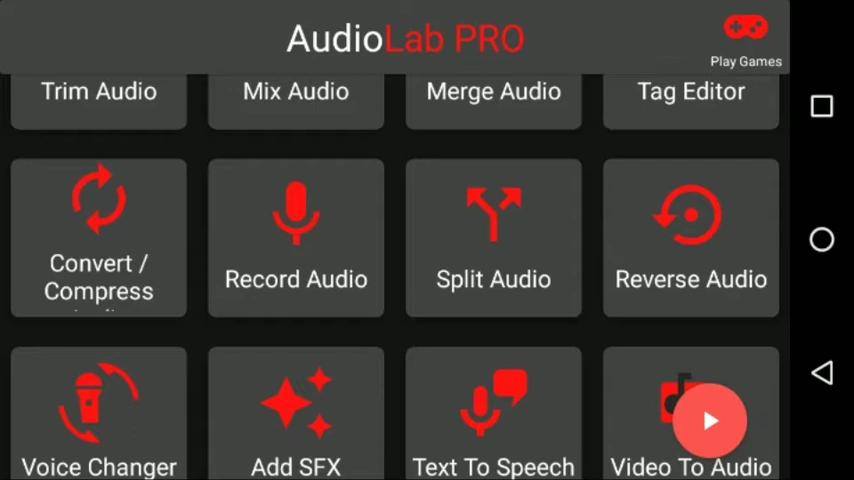 AudioLab PRO
Play Games
Trim Audio
Mix Audio
Merge Audio
Tag Editor
Convert /
Compress
Record Audio
Split Audio
Reverse Audio
Voice Changer
Add SFX
Text To Speech
Video To Audio